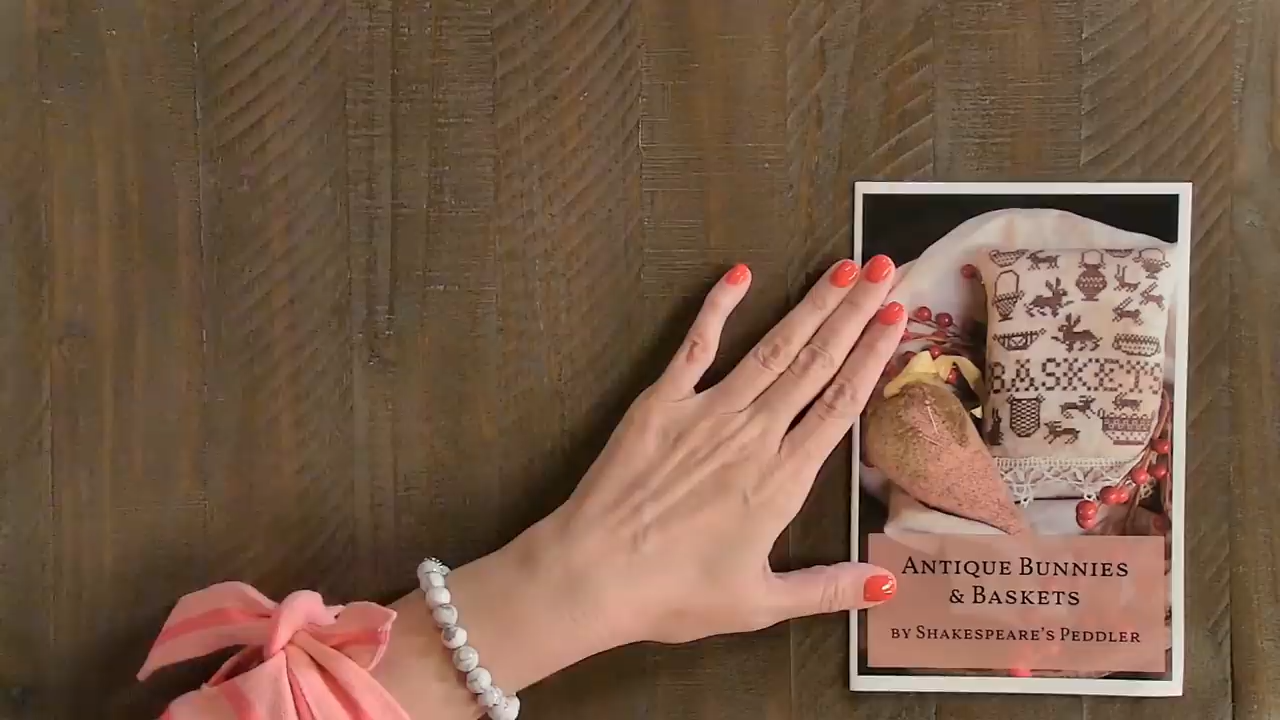 BASKETS
ANTIQUE BUNNIES
& BASKETS
BY SHAKESPEARE'S PEDDLER